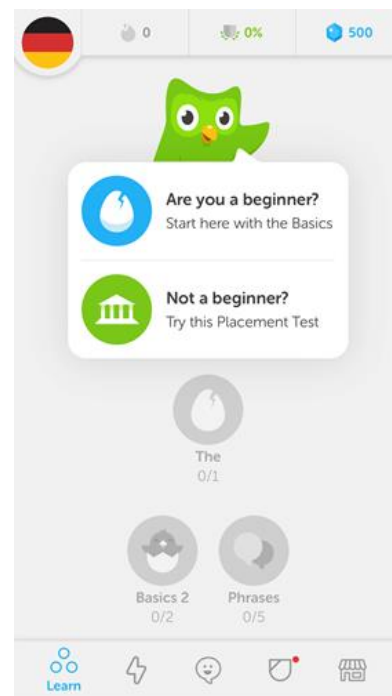 0
0%
500
Are you a beginner?
Start here with the Basics
Not a beginner?
Try this Placement Test
The
0/1
Basics 2
0/2
Phrases
0/5
Learn